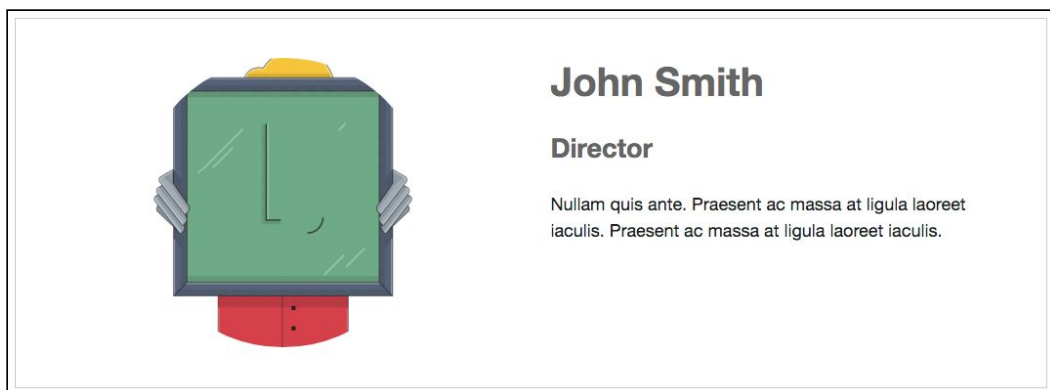 John Smith
Director
Nullam quis ante. Praesent ac massa at ligula laoreet
iaculis. Praesent ac massa at ligula laoreet iaculis.